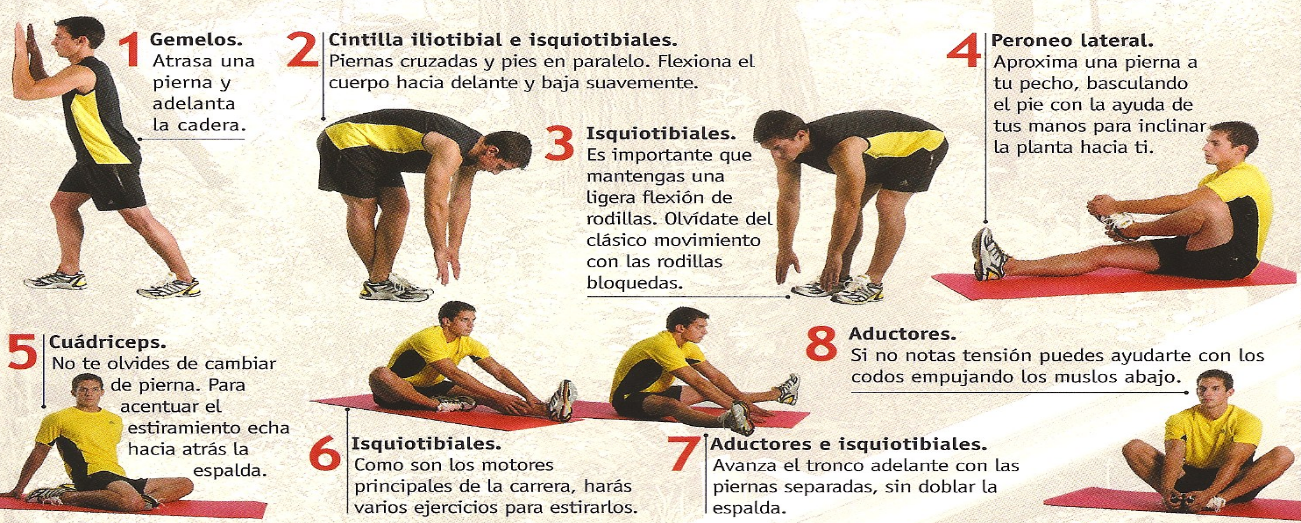 1 Gemelos.
Atrasa una
pierna y
adelanta
la cadera.
2 Cintilla iliotibial e isquiotibiales.
Piernas cruzadas y pies en paralelo. Flexiona el
cuerpo hacia delante y baja suavemente.
3 Isquiotibiales.
Es importante que
mantengas una
ligera flexión de
rodillas. Olvídate del
clásico movimiento
con las rodillas
bloquedas.
4 Peroneo lateral.
Aproxima una pierna a
tu pecho, basculando
el pie con la ayuda de
tus manos para inclinar
la planta hacia ti.
5 Cuádriceps.
No te olvides de cambiar
de pierna. Para
acentuar el
estiramiento echa
hacia atrás la
espalda.
6 Isquiotibiales.
Como son los motores
principales de la carrera, harás
varios ejercicios para estirarlos.
7 Aductores e isquiotibiales.
Avanza el tronco adelante con las
piernas separadas, sin doblar la
espalda.
8 Aductores.
Si no notas tensión puedes ayudarte con los
codos empujando los muslos abajo.